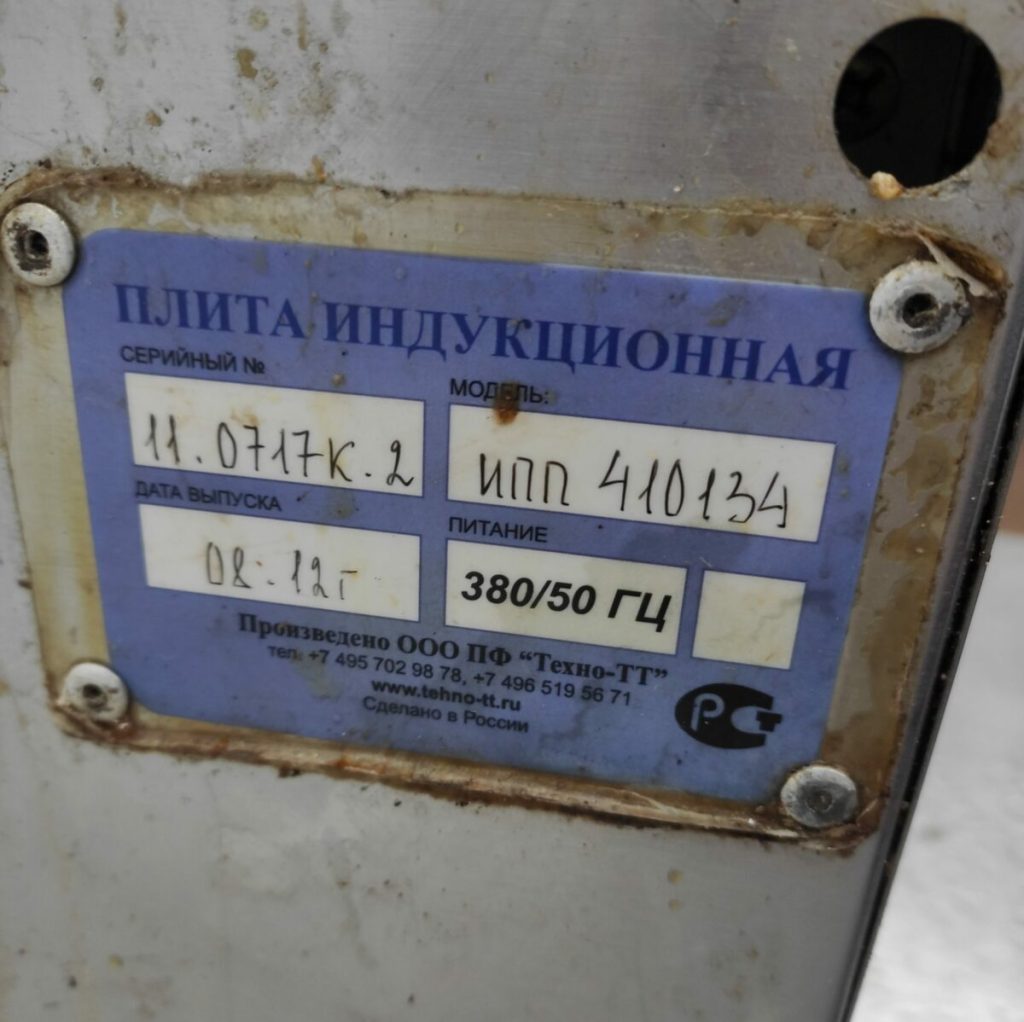 ПЛИТА ИНДУКЦИОННАЯ
СЕРИЙНЫЙ №
МОДЕЛЬ:
11.0717К.2
ИПП 410134
ДАТА ВЫПУСКА
ПИТАНИЕ
08.12г
380/50 ГЦ
Произведено ООО ПФ “Техно-ТТ”
тел. +7 495 702 98 78, +7 496 519 56 71
www.tehno-tt.ru
Сделано в России
РСТ